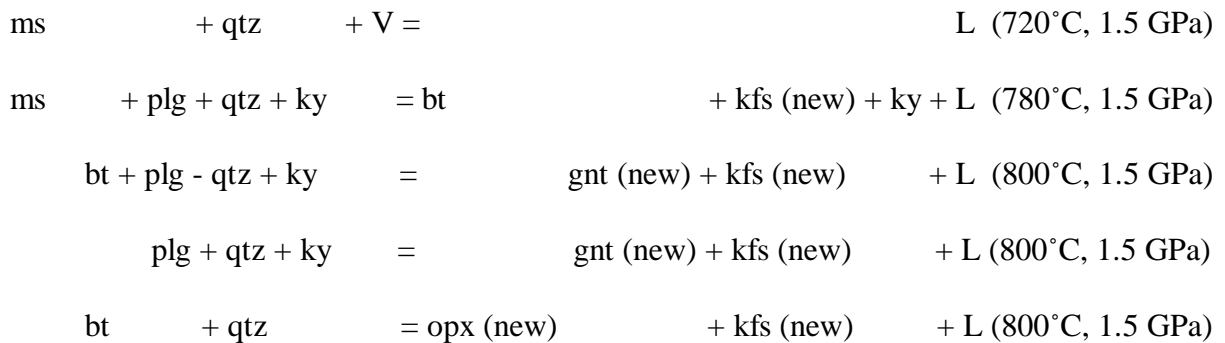 ms + qtz + V = L (720˚C, 1.5 GPa)
ms + plg + qtz + ky = bt + kfs (new) + ky + L (780˚C, 1.5 GPa)
bt + plg - qtz + ky = gnt (new) + kfs (new) + L (800˚C, 1.5 GPa)
plg + qtz + ky = gnt (new) + kfs (new) + L (800˚C, 1.5 GPa)
bt + qtz = opx (new) + kfs (new) + L (800˚C, 1.5 GPa)